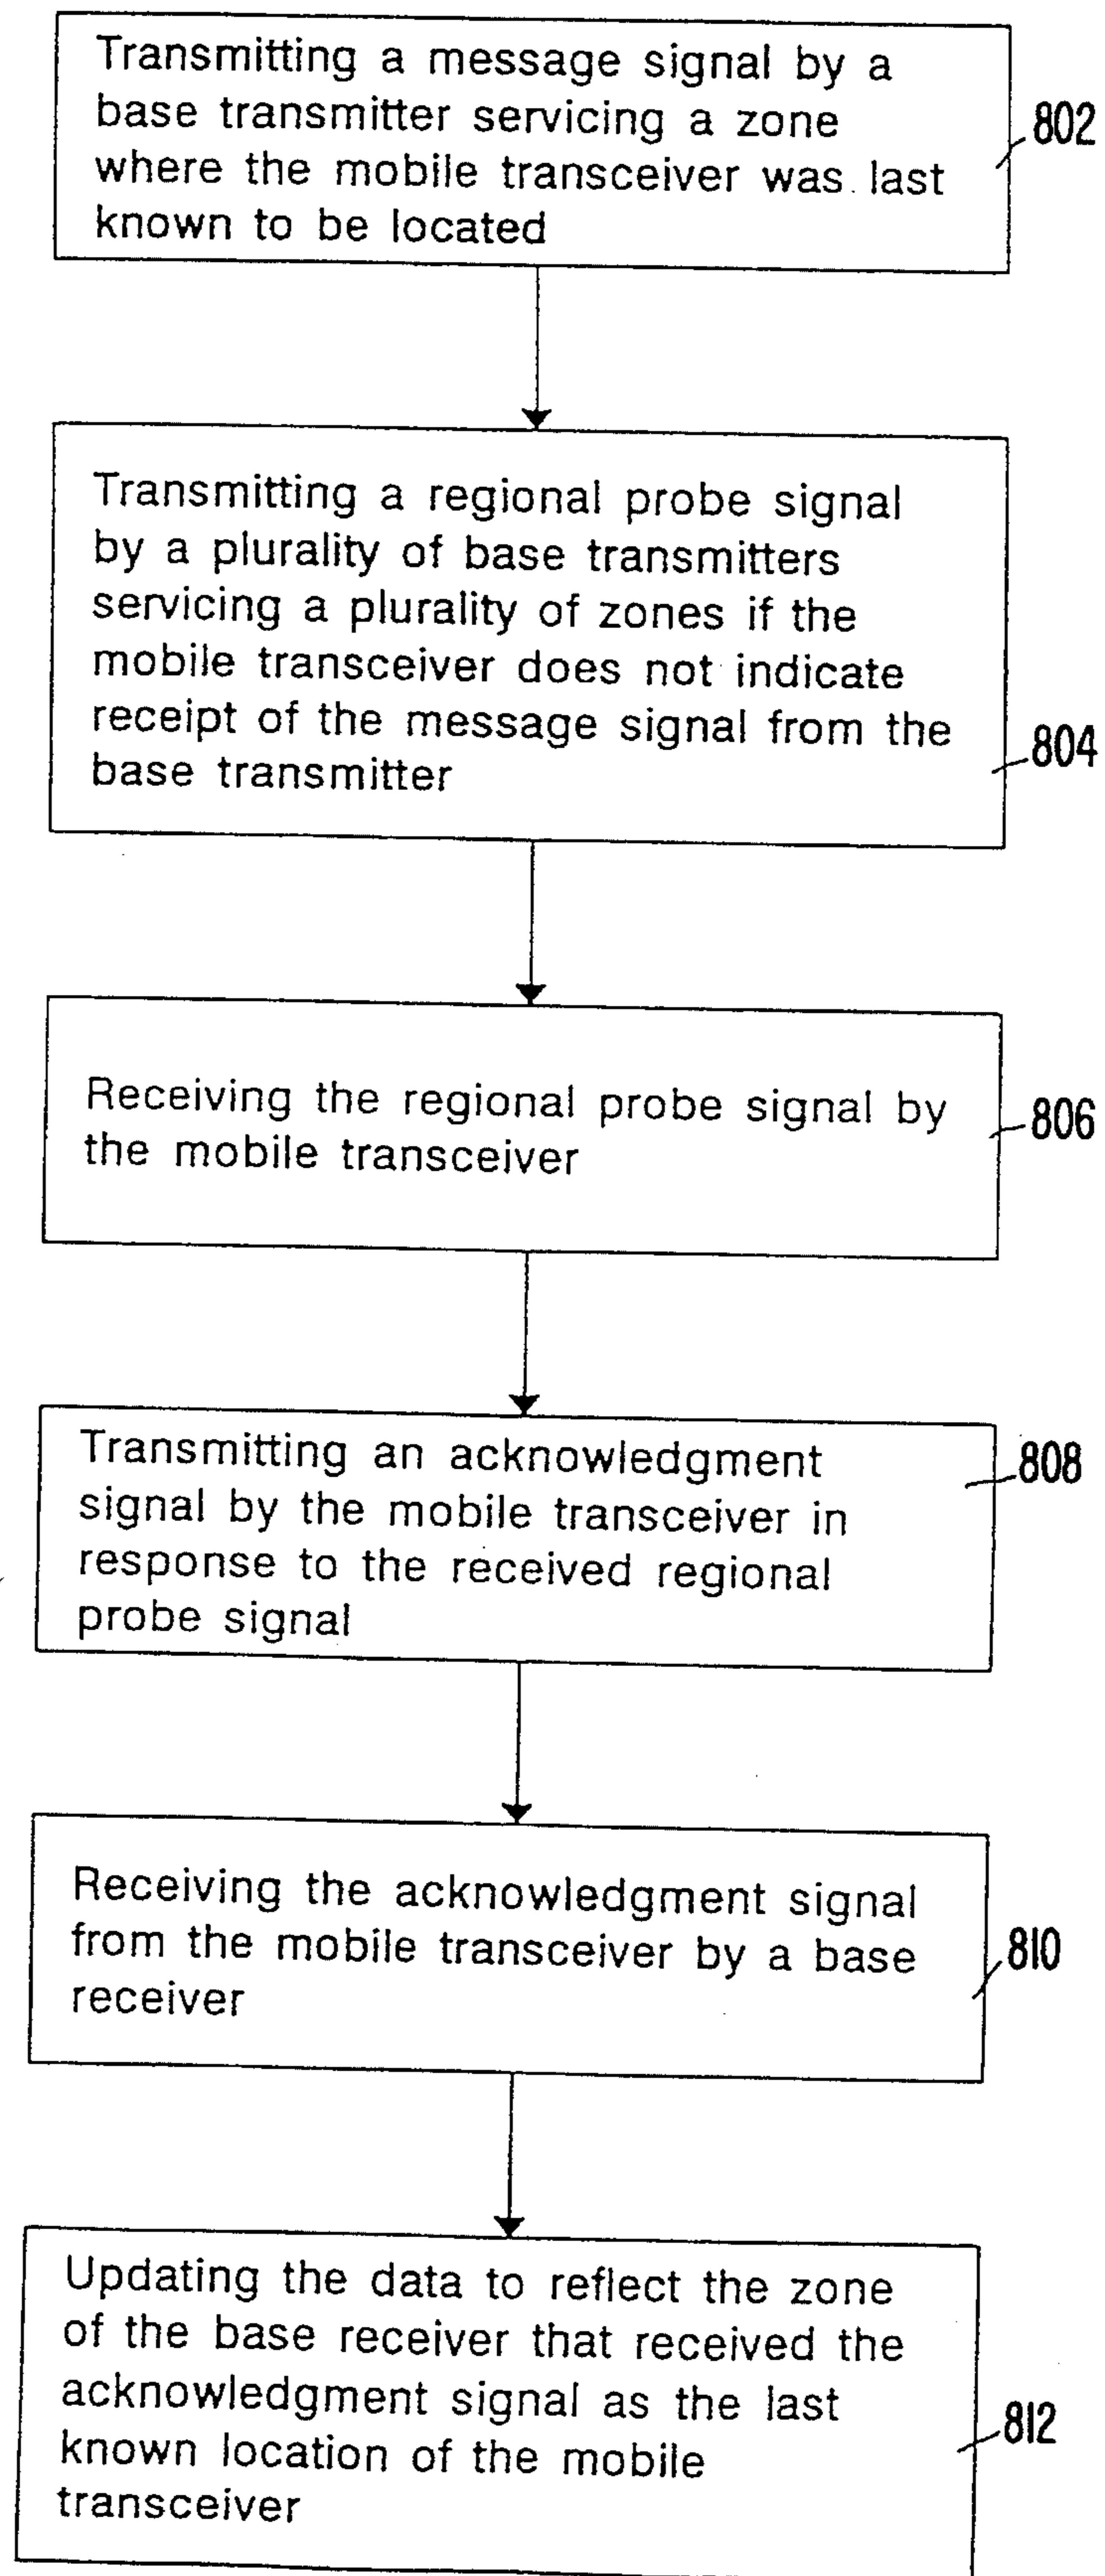 Transmitting a message signal by a
base transmitter servicing a zone
where the mobile transceiver was last
known to be located
802
Transmitting a regional probe signal
by a plurality of base transmitters
servicing a plurality of zones if the
mobile transceiver does not indicate
receipt of the message signal from the
base transmitter
804
Receiving the regional probe signal by
the mobile transceiver
806
Transmitting an acknowledgment
signal by the mobile transceiver in
response to the received regional
probe signal
808
Receiving the acknowledgment signal
from the mobile transceiver by a base
receiver
810
Updating the data to reflect the zone
of the base receiver that received the
acknowledgment signal as the last
known location of the mobile
transceiver
812